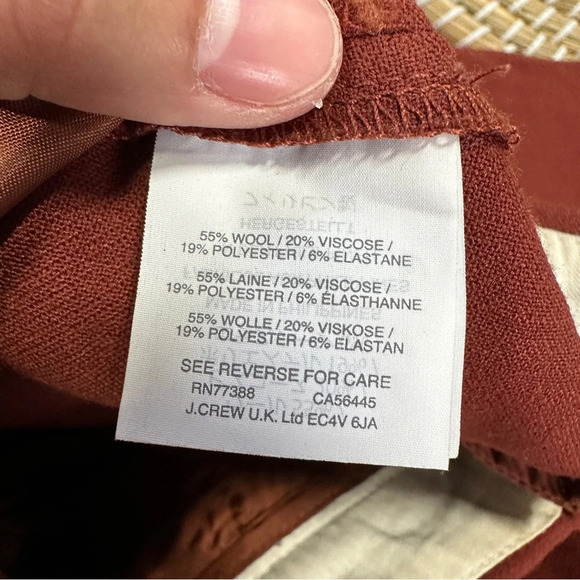 55% WOOL / 20% VISCOSE /
19% POLYESTER / 6% ELASTANE
55% LAINE / 20% VISCOSE /
19% POLYESTER / 6% ÉLASTHANNE
55% WOLLE / 20% VISKOSE /
19% POLYESTER / 6% ELASTAN
SEE REVERSE FOR CARE
RN77388 CA56445
J.CREW U.K. Ltd EC4V 6JA